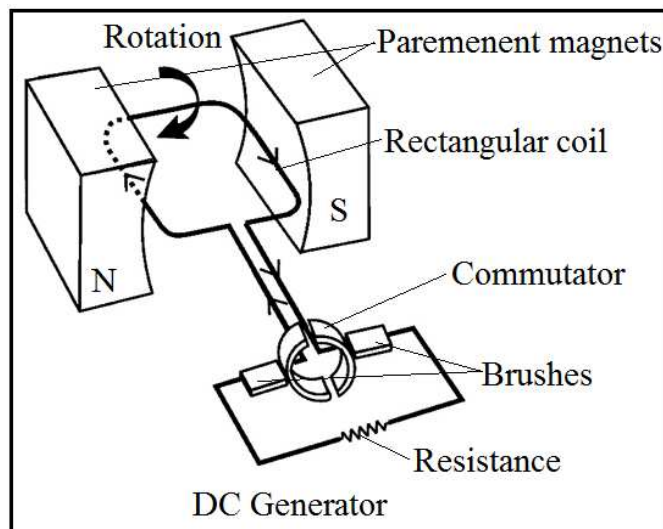 Rotation
Paremenent magnets
Rectangular coil
S
N
Commutator
Brushes
Resistance
DC Generator